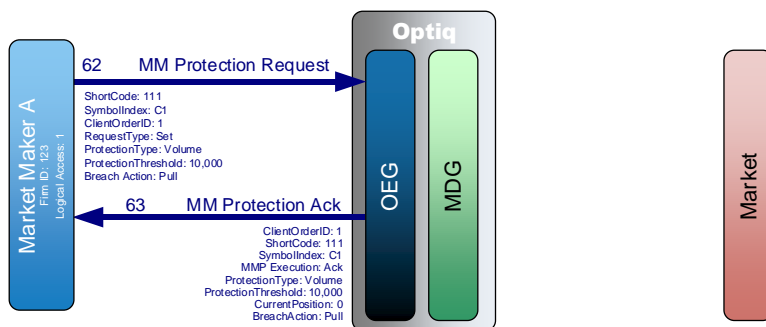 Optiq
62 MM Protection Request
ShortCode: 111
SymbolIndex: C1
ClientOrderID: 1
RequestType: Set
ProtectionType: Volume
ProtectionThreshold: 10,000
Breach Action: Pull
Market Maker A
Firm ID: 123
Logical Access: 1
OEG
MDG
Market
63 MM Protection Ack
ClientOrderID: 1
ShortCode: 111
SymbolIndex: C1
MMP Execution: Ack
ProtectionType: Volume
ProtectionThreshold: 10,000
CurrentPosition: 0
BreachAction: Pull